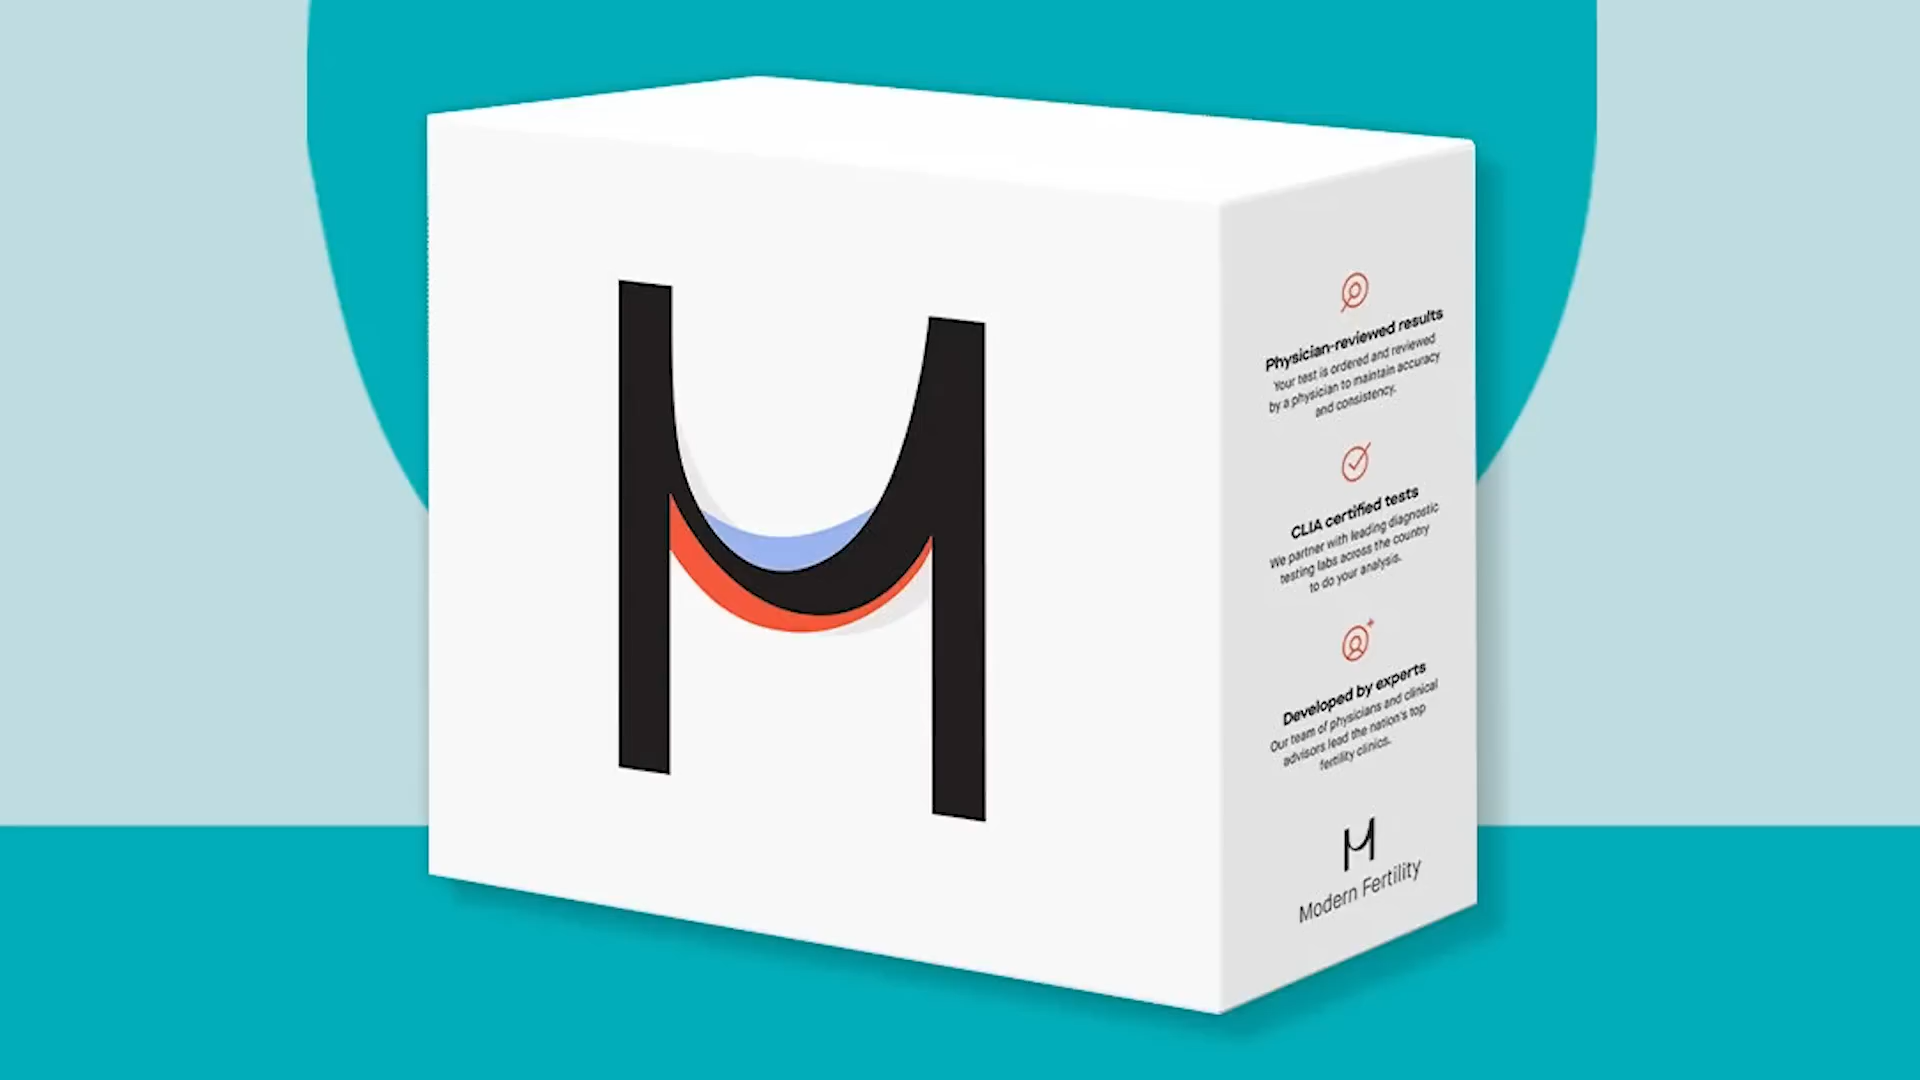 M
Physician-reviewed results
Your test is ordered and reviewed
by a physician to maintain accuracy
and consistency.
CLIA certified tests
We partner with leading diagnostic
testing labs across the country
to do your analysis.
Developed by experts
Our team of physicians and clinical
advisors lead the nation's top
fertility clinics.
M
Modern Fertility